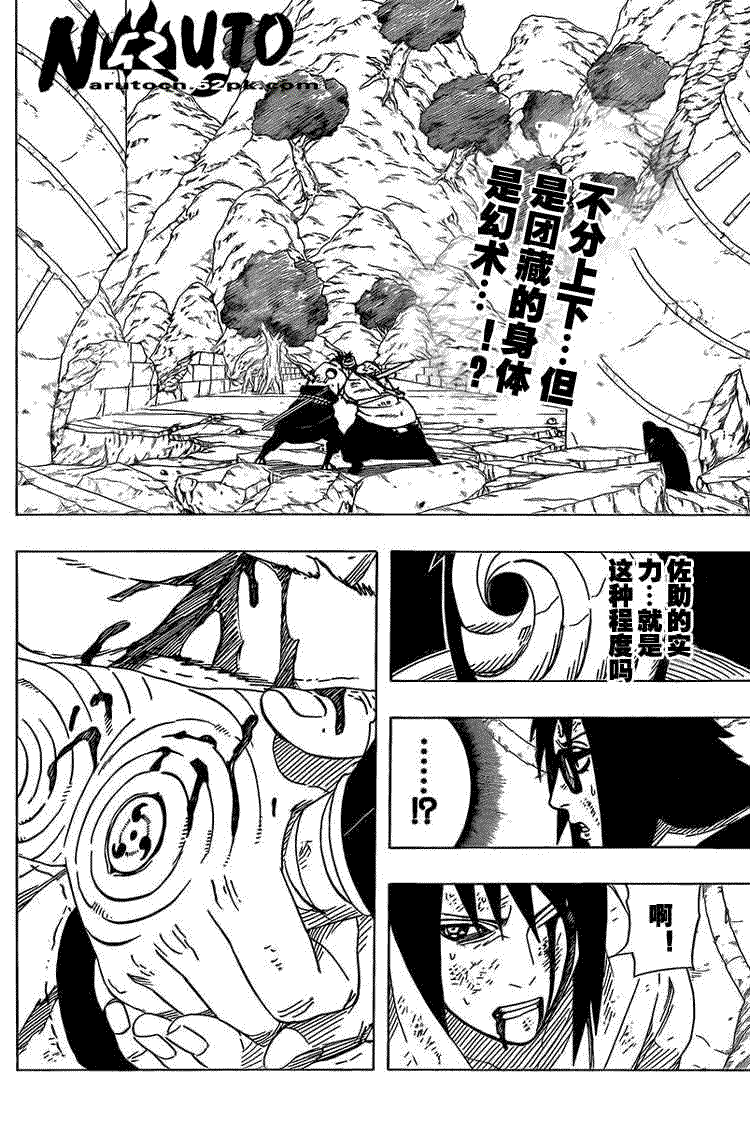 NARUTO
narutocn.52pk.com
不分上下…但
是团藏的身体
是幻术…！？
佐助的实
力…就是
这种程度吗
……
!?
啊！